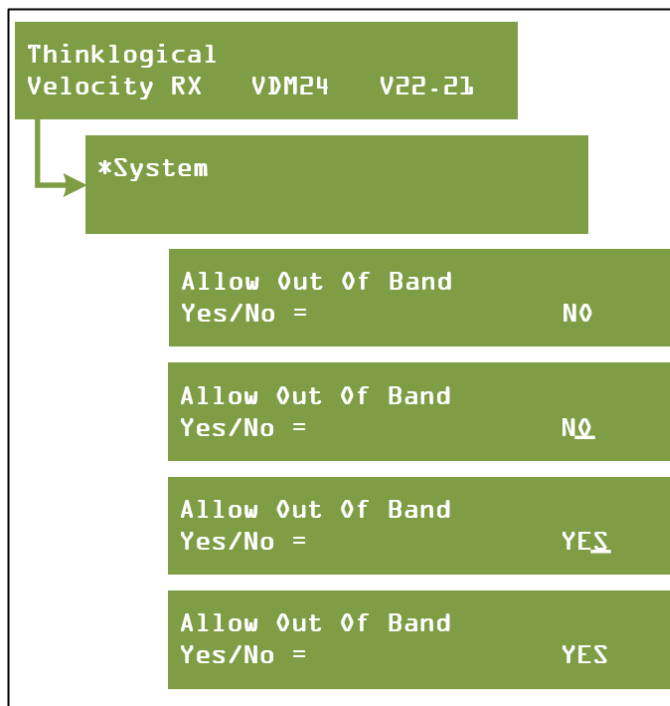 Thinklogical
Velocity RX VDM24 V22.21
*System
Allow Out Of Band
Yes/No = NO
Allow Out Of Band
Yes/No = NO
Allow Out Of Band
Yes/No = YES
Allow Out Of Band
Yes/No = YES